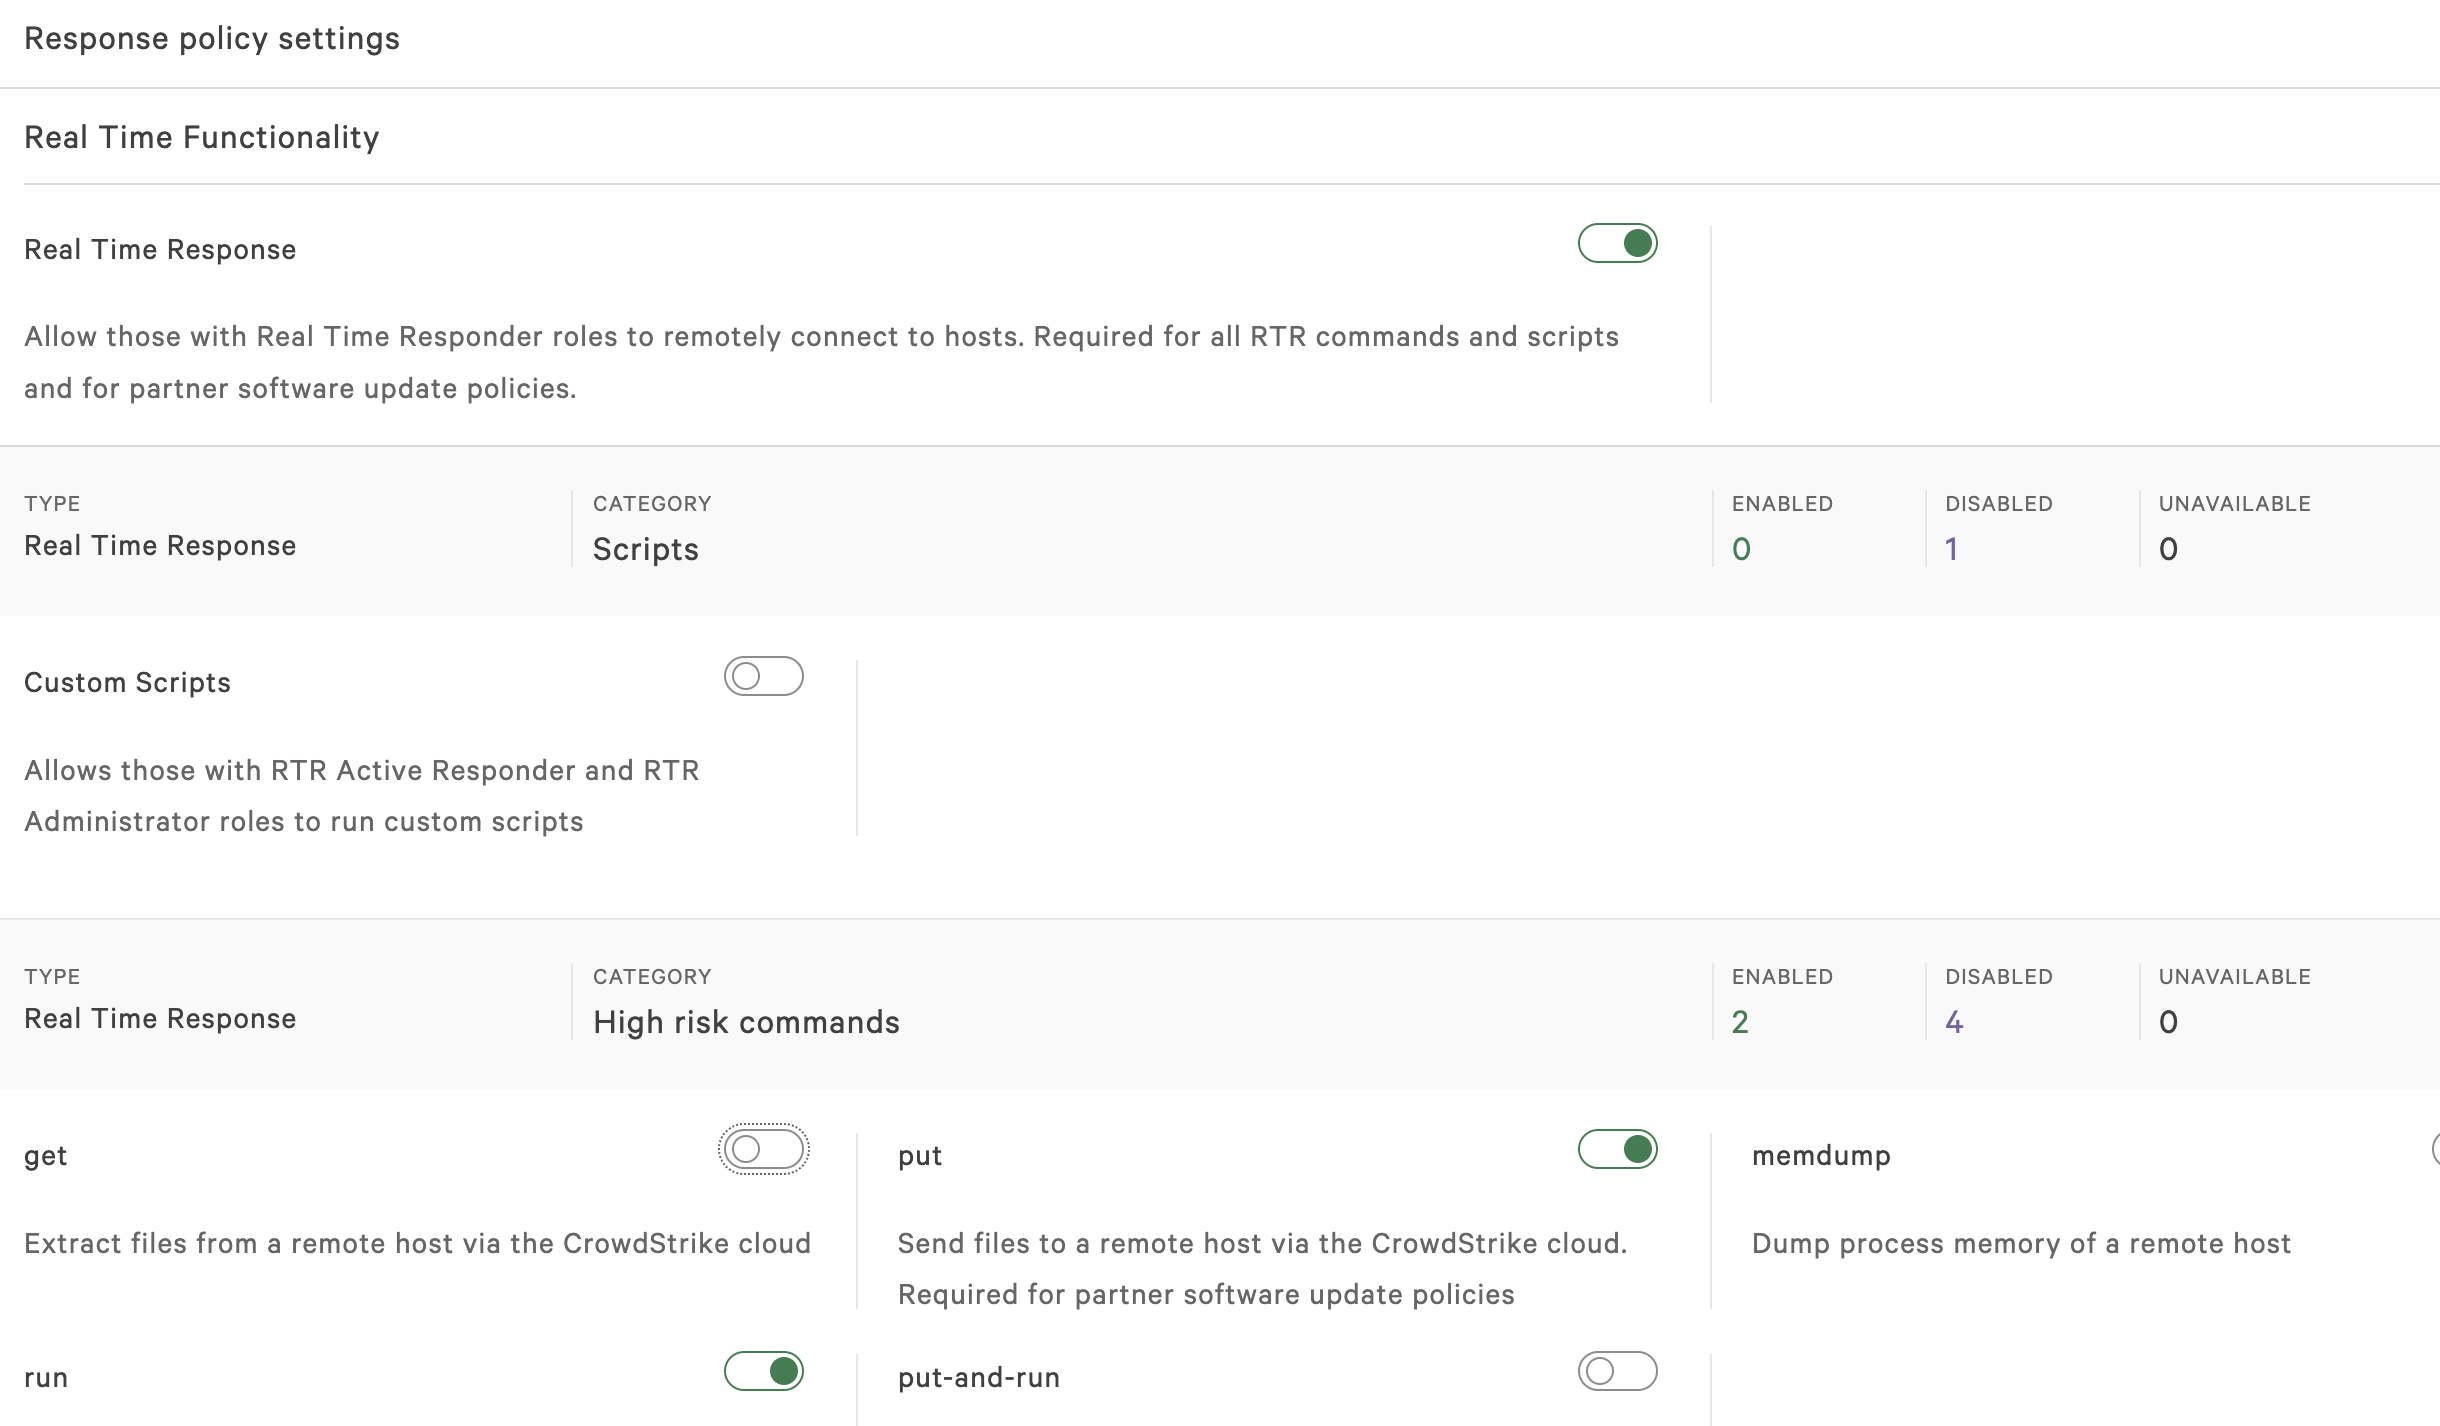 Response policy settings
Real Time Functionality
Real Time Response
Allow those with Real Time Responder roles to remotely connect to hosts. Required for all RTR commands and scripts
and for partner software update policies.
TYPE
Real Time Response
CATEGORY
Scripts
ENABLED
0
DISABLED
1
UNAVAILABLE
0
Custom Scripts
Allows those with RTR Active Responder and RTR
Administrator roles to run custom scripts
TYPE
Real Time Response
CATEGORY
High risk commands
ENABLED
2
DISABLED
4
UNAVAILABLE
0
get
Extract files from a remote host via the CrowdStrike cloud
put
Send files to a remote host via the CrowdStrike cloud.
Required for partner software update policies
memdump
Dump process memory of a remote host
run
put-and-run